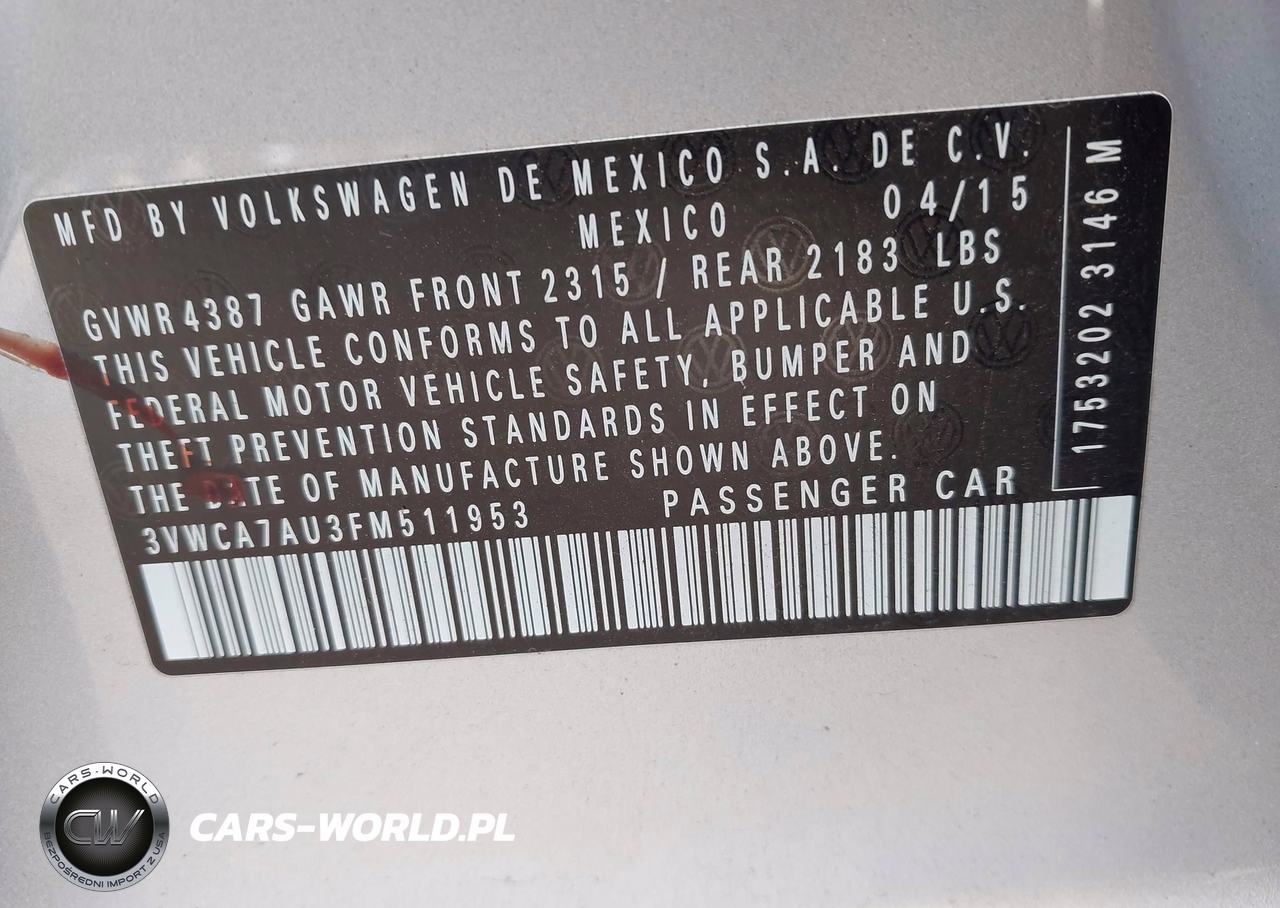 MFD BY VOLKSWAGEN DE MEXICO S.A. DE C.V.
MEXICO 04/15
GVWR 4387 GAWR FRONT 2315 / REAR 2183 LBS
THIS VEHICLE CONFORMS TO ALL APPLICABLE U.S.
FEDERAL MOTOR VEHICLE SAFETY, BUMPER AND
THEFT PREVENTION STANDARDS IN EFFECT ON
THE DATE OF MANUFACTURE SHOWN ABOVE.
3VWCA7AU3FM511953 PASSENGER CAR
1753202 3146 M
CARS-WORLD
CW
BEZPOŚREDNI IMPORT Z USA
CARS-WORLD.PL